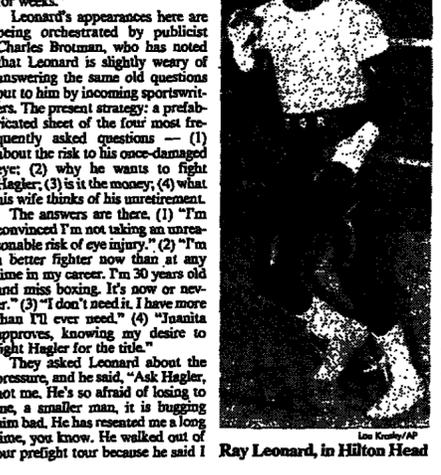 or weeks.
Leonard's appearances here are
being orchestrated by publicist
Charles Brotman, who has noted
that Leonard is slightly weary of
answering the same old questions
put to him by incoming sportswrit-
ers. The present strategy: a prefab-
ricated sheet of the four most fre-
quently asked questions — (1)
about the risk to his once-damaged
eye; (2) why he wants to fight
Hagler; (3) is it the money; (4) what
his wife thinks of his unretirement.
The answers are there. (1) "I'm
convinced I'm not taking an unrea-
sonable risk of eye injury." (2) "I'm
a better fighter now than at any
time in my career. I'm 30 years old
and miss boxing. It's now or nev-
er." (3) "I don't need it. I have more
than I'll ever need." (4) "Juanita
approves, knowing my desire to
fight Hagler for the title."
They asked Leonard about the
pressure, and he said, "Ask Hagler,
not me. He's so afraid of losing to
me, a smaller man, it is bugging
him bad. He has resented me a long
time, you know. He walked out of
our prefight tour because he said I
Lou Krasky/AP
Ray Leonard, in Hilton Head